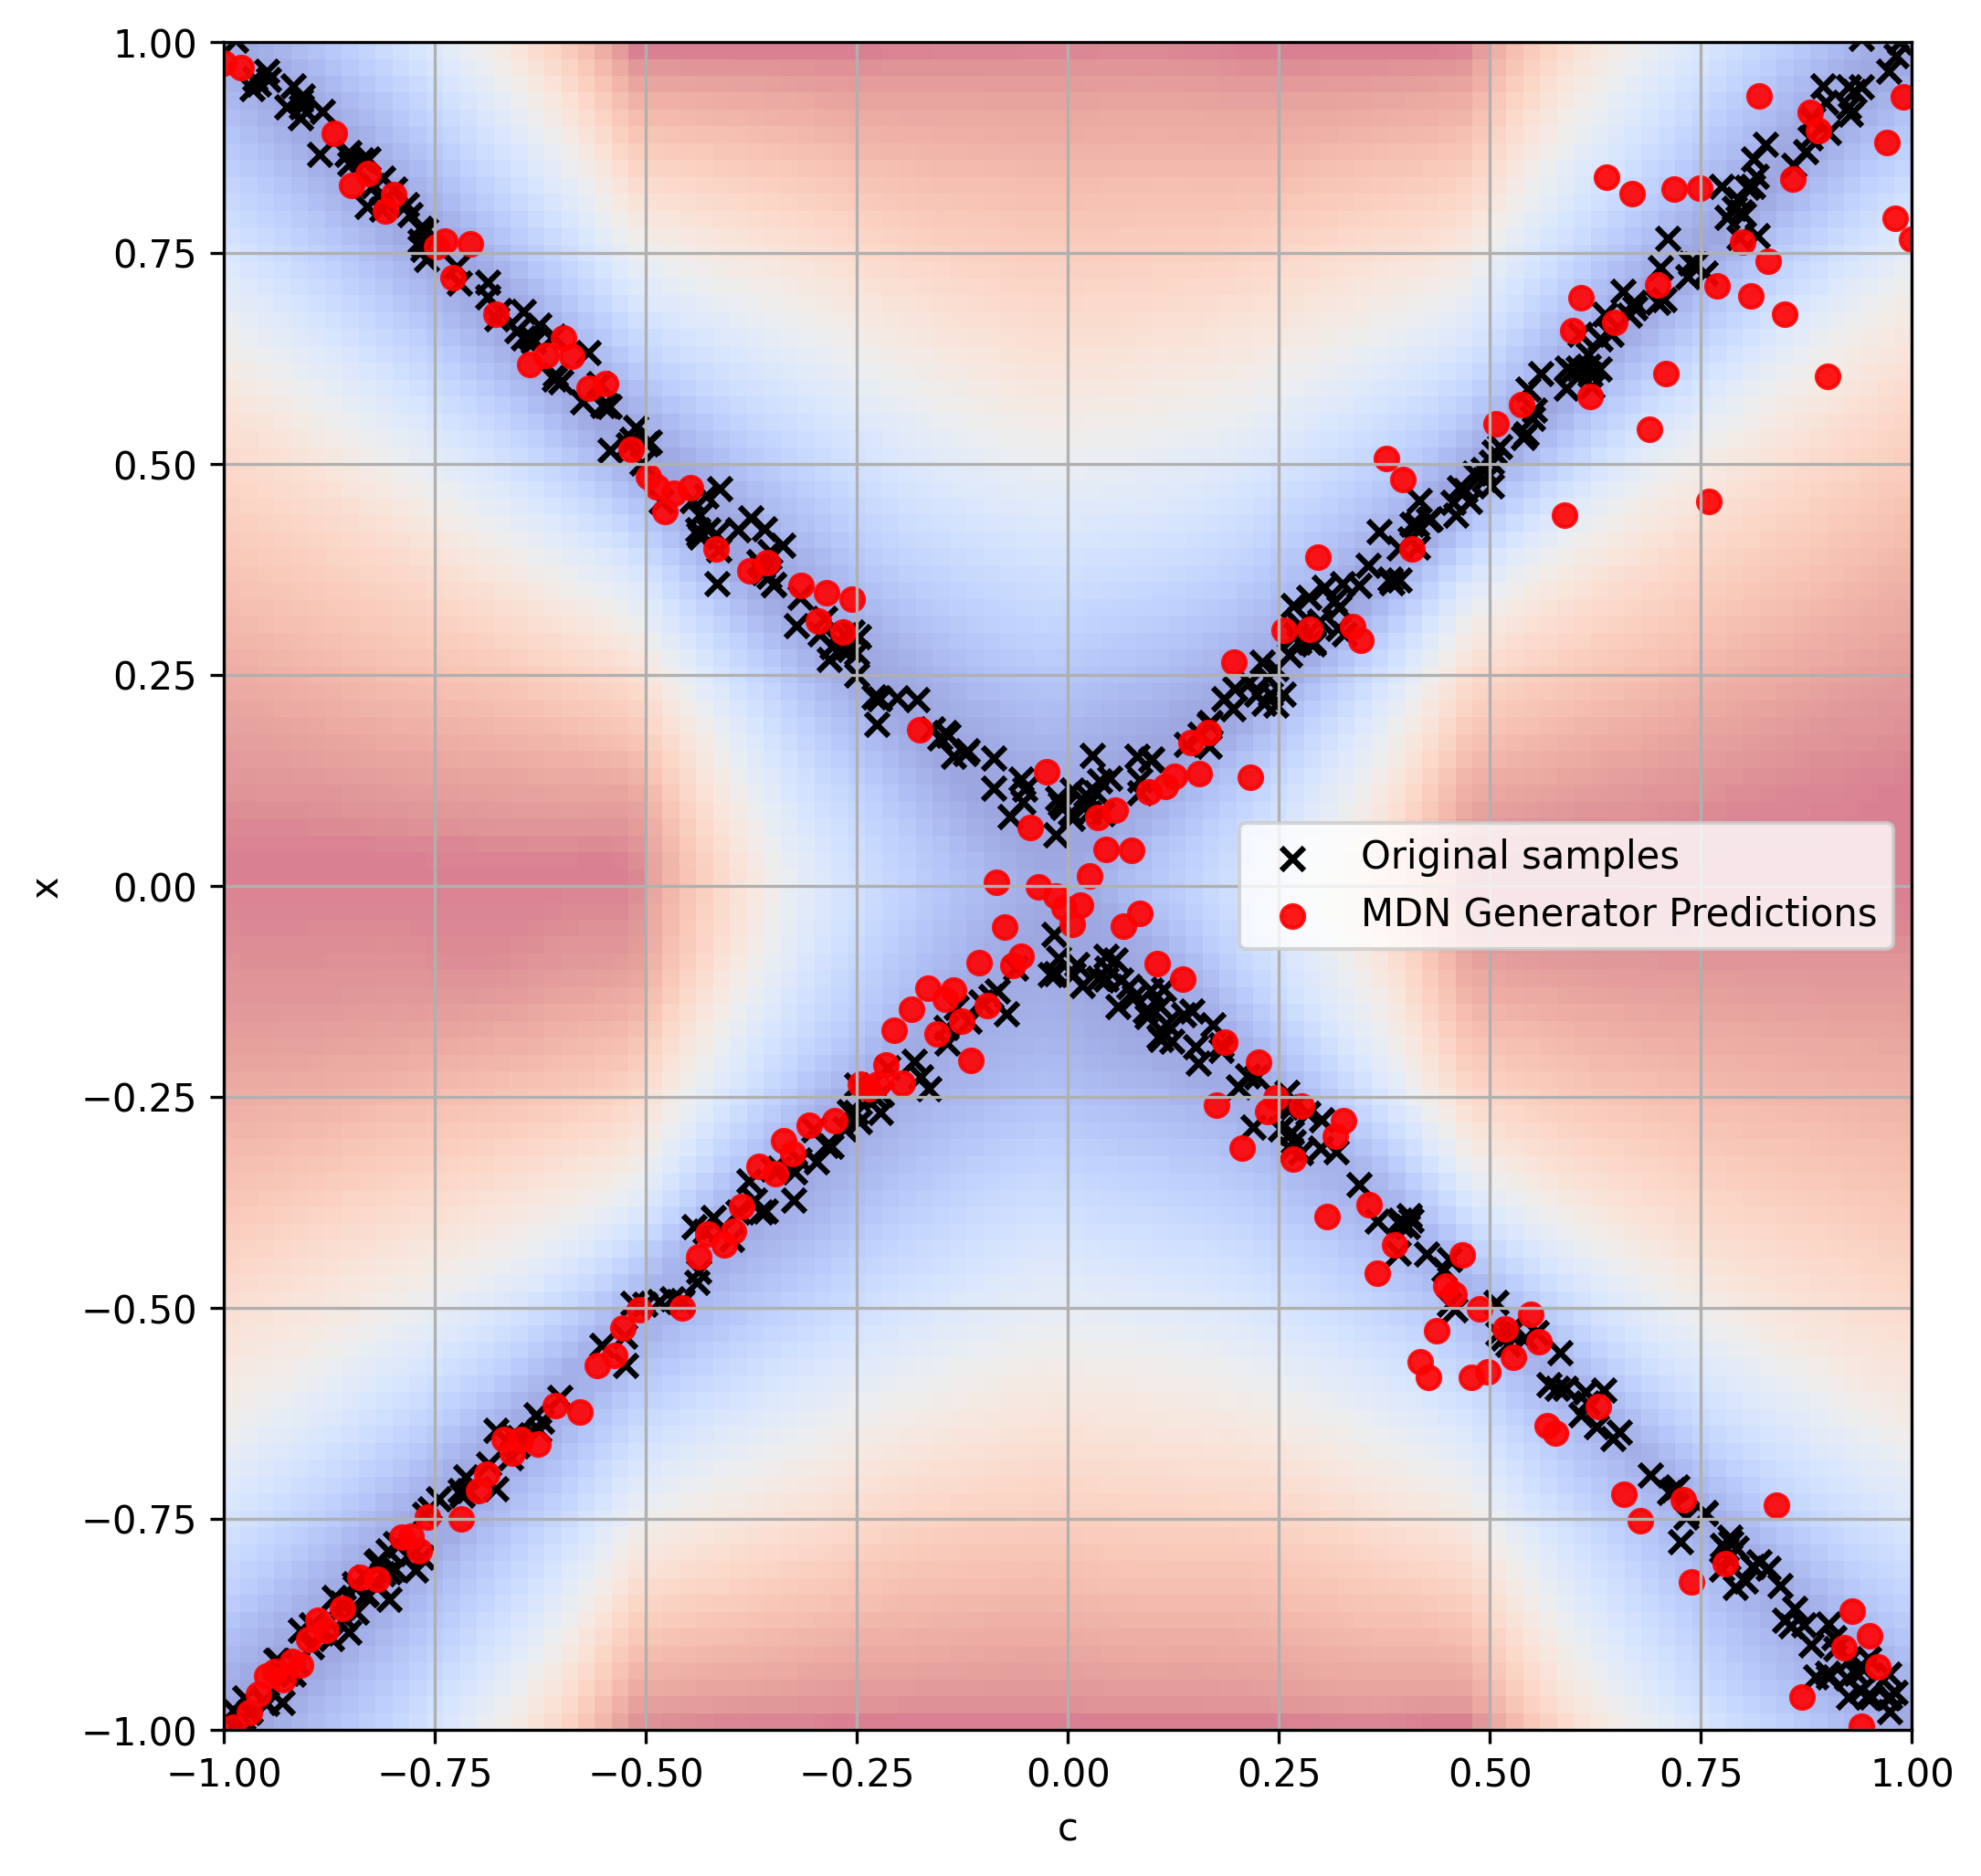 1.00
0.75
0.50
0.25
0.00
−0.25
−0.50
−0.75
−1.00
x
Original samples
MDN Generator Predictions
−1.00 −0.75 −0.50 −0.25 0.00 0.25 0.50 0.75 1.00
c